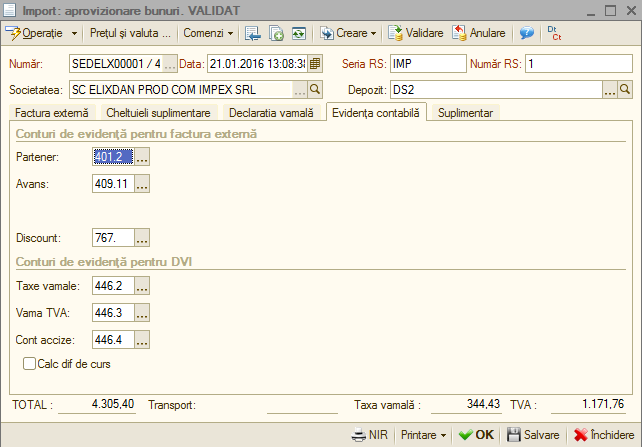 Import: aprovizionare bunuri. VALIDAT
Operație Prețul și valuta ... Comenzi Creare Validare Anulare Dt Ct
Număr: SEDELX00001 / 4 ... Data: 21.01.2016 13:08:38 Seria RS: IMP Număr RS: 1
Societatea: SC ELIXDAN PROD COM IMPEX SRL ... Depozit: DS2 ...
Factura externă Cheltuieli suplimentare Declaratia vamală Evidența contabilă Suplimentar
Conturi de evidență pentru factura externă
Partener: 401.2 ...
Avans: 409.11 ...
Discount: 767. ...
Conturi de evidență pentru DVI
Taxe vamale: 446.2 ...
Vama TVA: 446.3 ...
Cont accize: 446.4 ...
Calc dif de curs
TOTAL : 4.305,40 Transport: Taxa vamală : 344,43 TVA : 1.171,76
NIR Printare OK Salvare Închidere